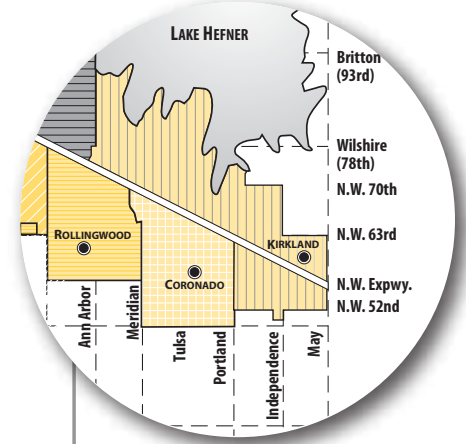 LAKE HEFNER
Britton
(93rd)
Wilshire
(78th)
N.W. 70th
N.W. 63rd
ROLLINGWOOD
KIRKLAND
CORONADO
N.W. Expwy.
N.W. 52nd
Ann Arbor
Meridian
Tulsa
Portland
Independence
May